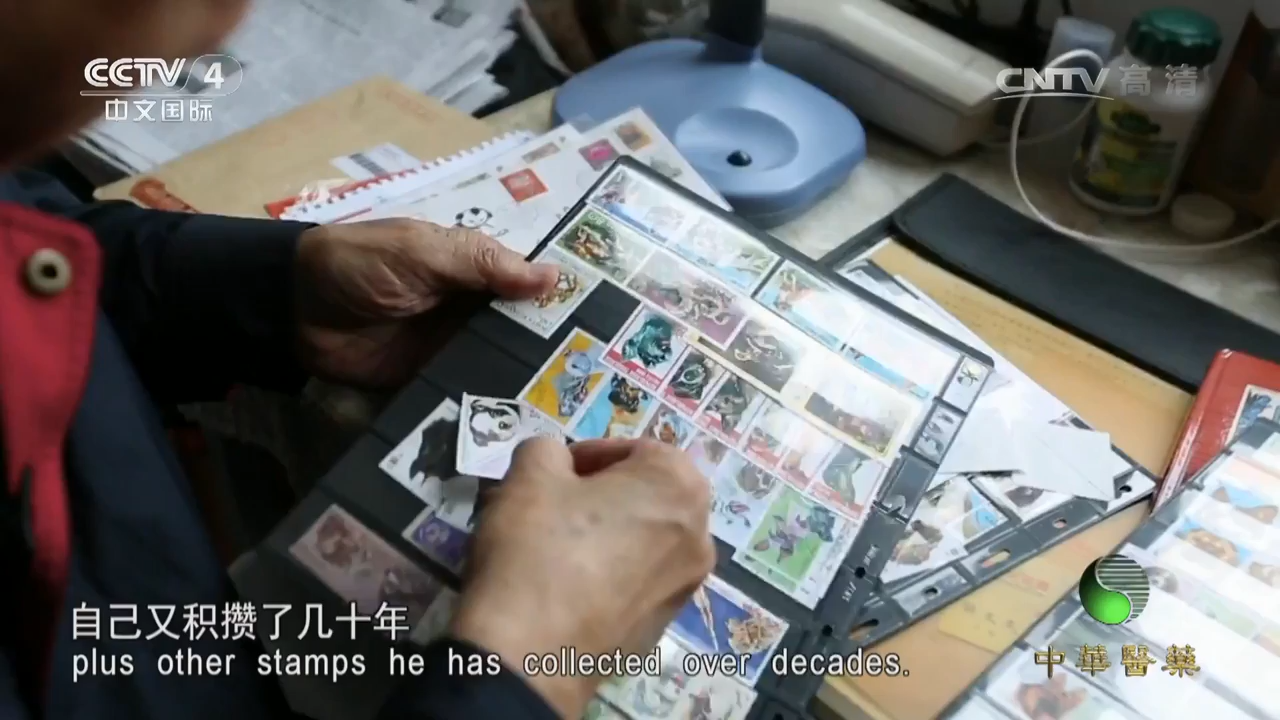 CCTV 4
中文国际
CNTV 高清
自己又积攒了几十年
plus other stamps he has collected over decades.
中華醫藥